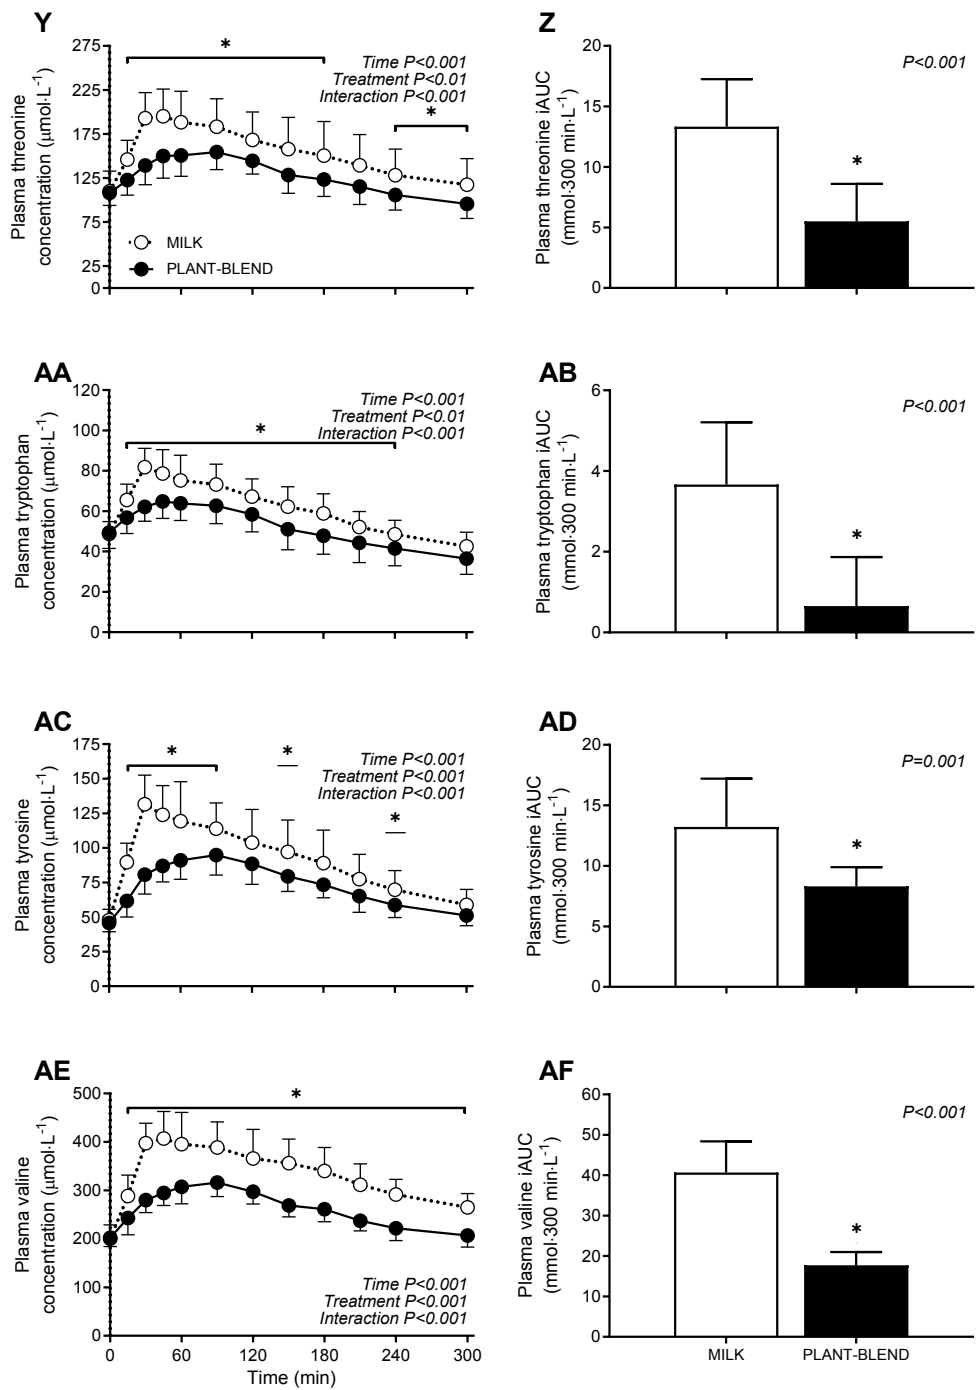 Y
Plasma threonine
concentration (μmol·L⁻¹)
275
225
175
125
75
25
0
*
Time P<0.001
Treatment P<0.01
Interaction P<0.001
*
MILK
PLANT-BLEND
Z
Plasma threonine iAUC
(mmol·300 min·L⁻¹)
20
15
10
5
0
P<0.001
*
AA
Plasma tryptophan
concentration (μmol·L⁻¹)
120
100
80
60
40
20
0
*
Time P<0.001
Treatment P<0.01
Interaction P<0.001
AB
Plasma tryptophan iAUC
(mmol·300 min·L⁻¹)
6
4
2
0
P<0.001
*
AC
Plasma tyrosine
concentration (μmol·L⁻¹)
175
150
125
100
75
50
25
0
*
*
Time P<0.001
Treatment P<0.001
Interaction P<0.001
*
AD
Plasma tyrosine iAUC
(mmol·300 min·L⁻¹)
20
15
10
5
0
P=0.001
*
AE
Plasma valine
concentration (μmol·L⁻¹)
500
400
300
200
100
0
*
Time P<0.001
Treatment P<0.001
Interaction P<0.001
0 60 120 180 240 300
Time (min)
AF
Plasma valine iAUC
(mmol·300 min·L⁻¹)
60
50
40
30
20
10
0
P<0.001
*
MILK PLANT-BLEND